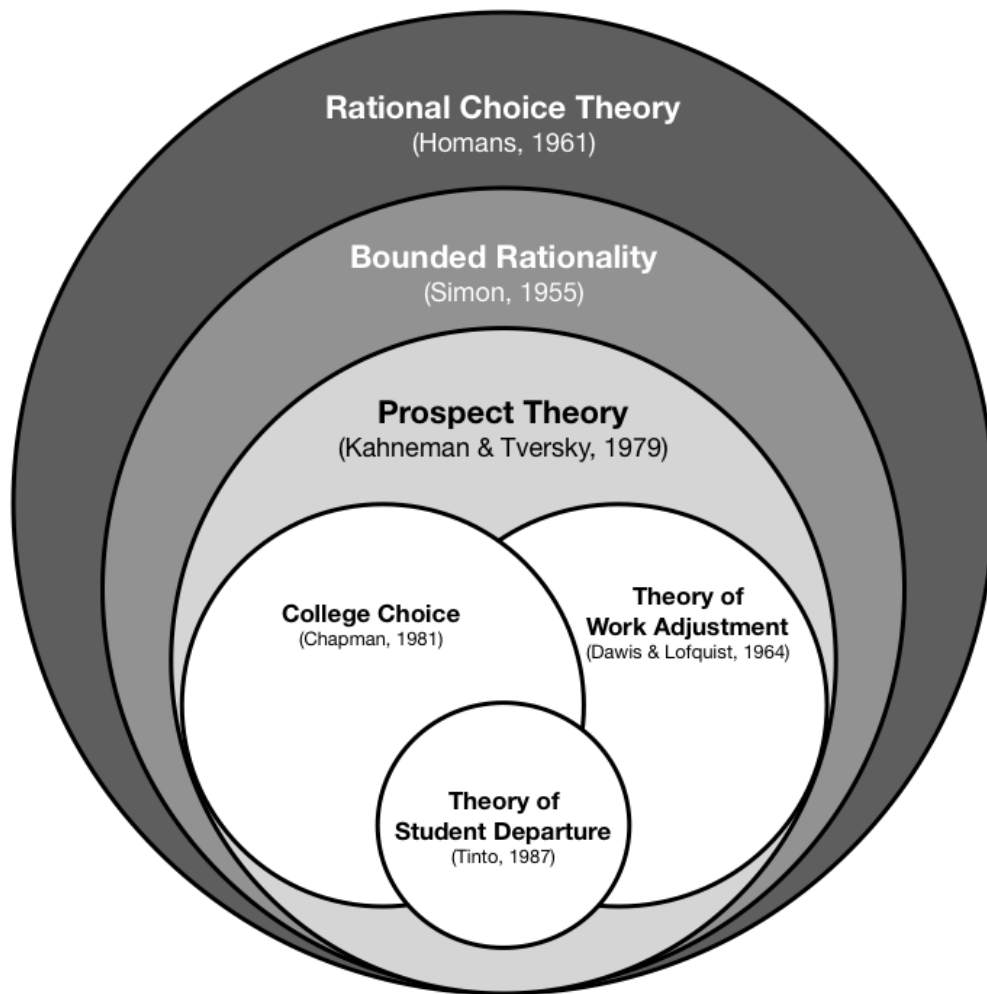 Rational Choice Theory
(Homans, 1961)
Bounded Rationality
(Simon, 1955)
Prospect Theory
(Kahneman & Tversky, 1979)
College Choice
(Chapman, 1981)
Theory of
Work Adjustment
(Dawis & Lofquist, 1964)
Theory of
Student Departure
(Tinto, 1987)